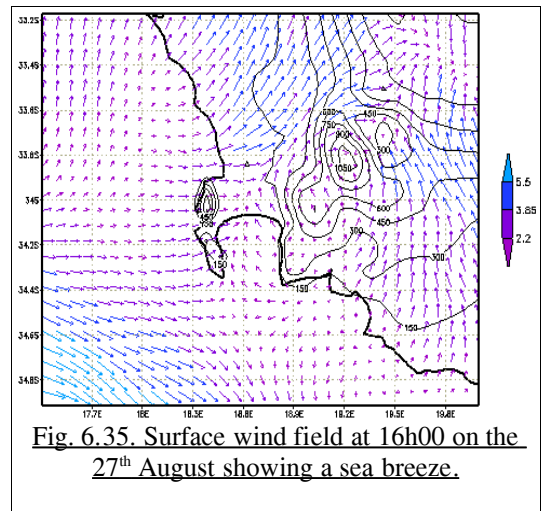 33.2S
33.4S
33.6S
33.8S
34S
34.2S
34.4S
34.6S
34.8S
17.7E 18E 18.3E 18.6E 18.9E 19.2E 19.5E 19.8E
450
750
900
1050
600
450
300
300
150
150
150
5.5
3.85
2.2
Fig. 6.35. Surface wind field at 16h00 on the
27th August showing a sea breeze.